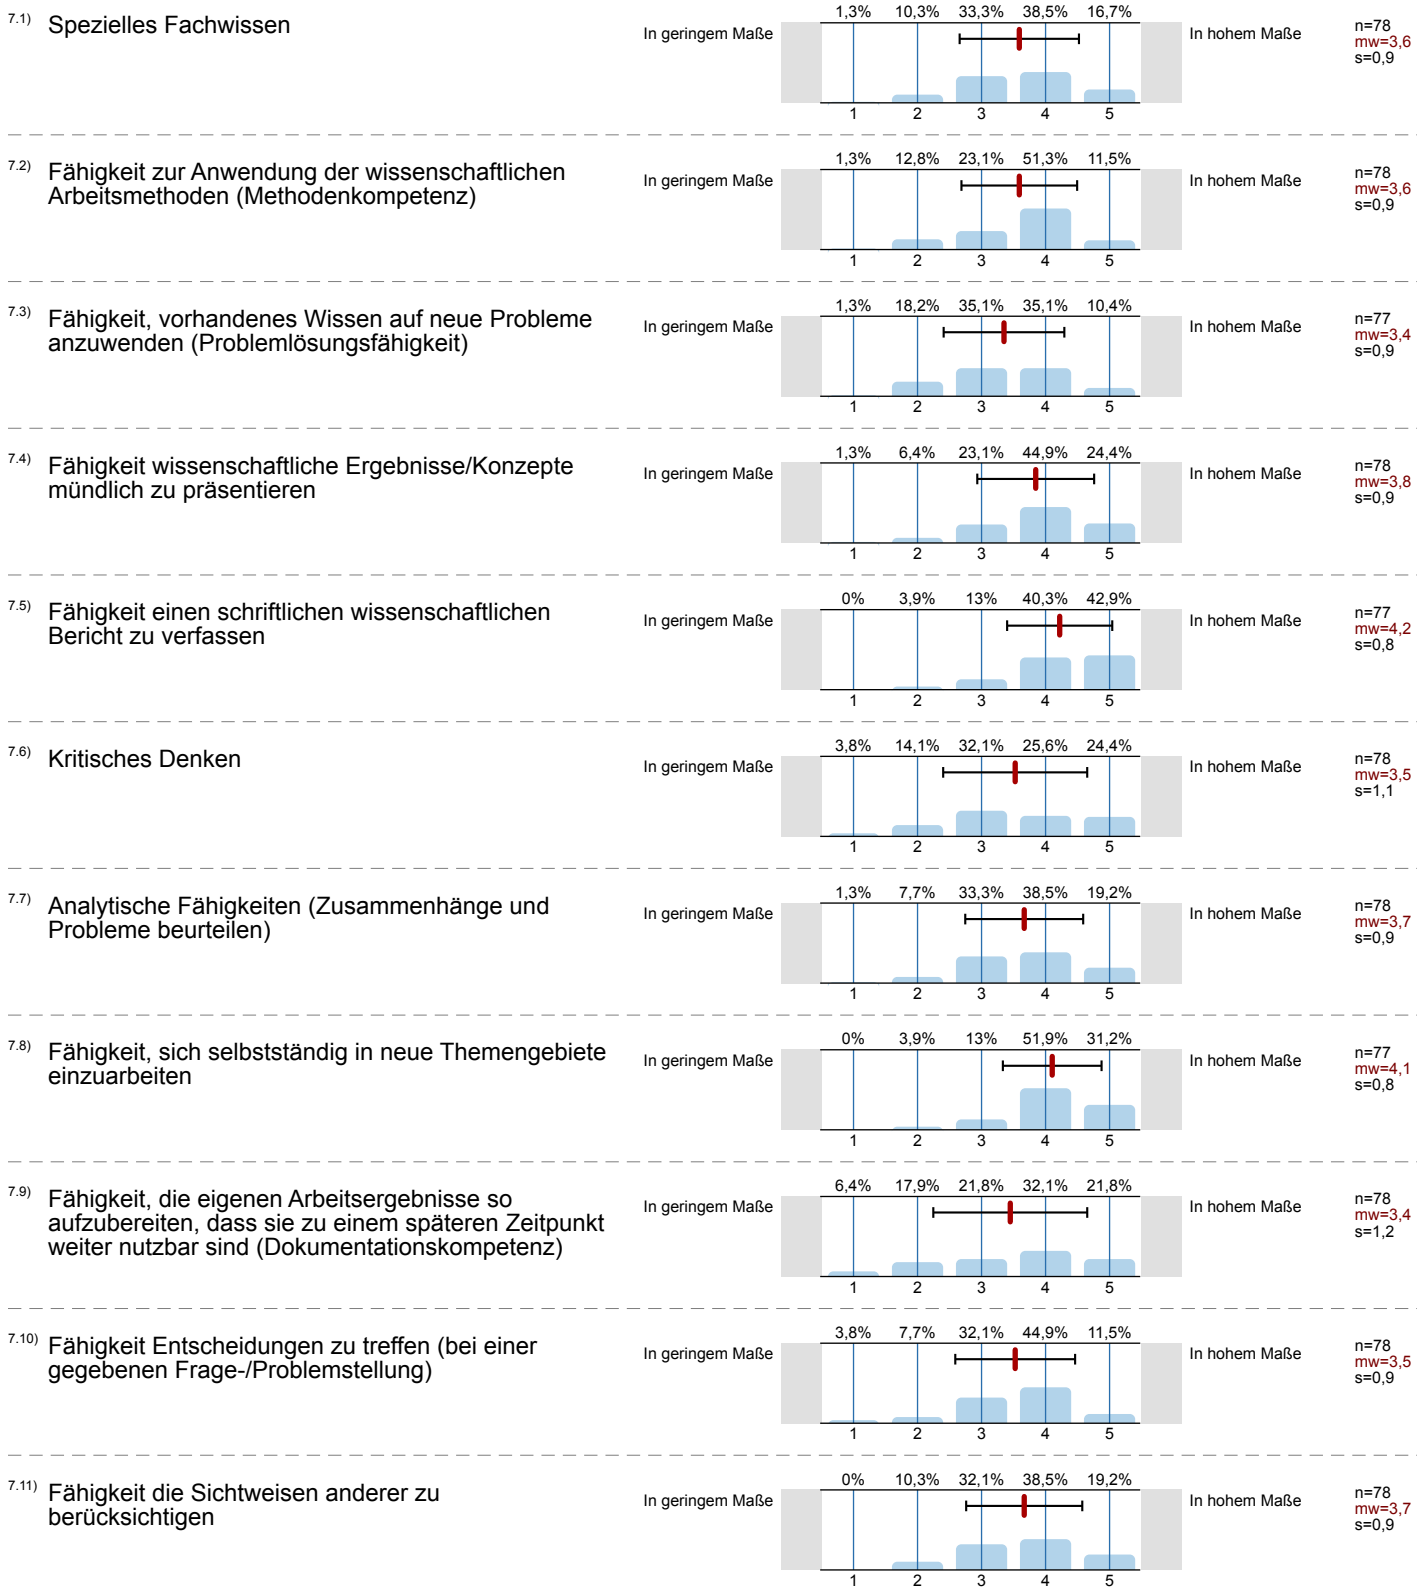 7.1) Spezielles Fachwissen
1,3% 10,3% 33,3% 38,5% 16,7%
In geringem Maße
In hohem Maße
n=78
mw=3,6
s=0,9
1 2 3 4 5
7.2) Fähigkeit zur Anwendung der wissenschaftlichen
Arbeitsmethoden (Methodenkompetenz)
1,3% 12,8% 23,1% 51,3% 11,5%
In geringem Maße
In hohem Maße
n=78
mw=3,6
s=0,9
1 2 3 4 5
7.3) Fähigkeit, vorhandenes Wissen auf neue Probleme
anzuwenden (Problemlösungsfähigkeit)
1,3% 18,2% 35,1% 35,1% 10,4%
In geringem Maße
In hohem Maße
n=77
mw=3,4
s=0,9
1 2 3 4 5
7.4) Fähigkeit wissenschaftliche Ergebnisse/Konzepte
mündlich zu präsentieren
1,3% 6,4% 23,1% 44,9% 24,4%
In geringem Maße
In hohem Maße
n=78
mw=3,8
s=0,9
1 2 3 4 5
7.5) Fähigkeit einen schriftlichen wissenschaftlichen
Bericht zu verfassen
0% 3,9% 13% 40,3% 42,9%
In geringem Maße
In hohem Maße
n=77
mw=4,2
s=0,8
1 2 3 4 5
7.6) Kritisches Denken
3,8% 14,1% 32,1% 25,6% 24,4%
In geringem Maße
In hohem Maße
n=78
mw=3,5
s=1,1
1 2 3 4 5
7.7) Analytische Fähigkeiten (Zusammenhänge und
Probleme beurteilen)
1,3% 7,7% 33,3% 38,5% 19,2%
In geringem Maße
In hohem Maße
n=78
mw=3,7
s=0,9
1 2 3 4 5
7.8) Fähigkeit, sich selbstständig in neue Themengebiete
einzuarbeiten
0% 3,9% 13% 51,9% 31,2%
In geringem Maße
In hohem Maße
n=77
mw=4,1
s=0,8
1 2 3 4 5
7.9) Fähigkeit, die eigenen Arbeitsergebnisse so
aufzubereiten, dass sie zu einem späteren Zeitpunkt
weiter nutzbar sind (Dokumentationskompetenz)
6,4% 17,9% 21,8% 32,1% 21,8%
In geringem Maße
In hohem Maße
n=78
mw=3,4
s=1,2
1 2 3 4 5
7.10) Fähigkeit Entscheidungen zu treffen (bei einer
gegebenen Frage-/Problemstellung)
3,8% 7,7% 32,1% 44,9% 11,5%
In geringem Maße
In hohem Maße
n=78
mw=3,5
s=0,9
1 2 3 4 5
7.11) Fähigkeit die Sichtweisen anderer zu
berücksichtigen
0% 10,3% 32,1% 38,5% 19,2%
In geringem Maße
In hohem Maße
n=78
mw=3,7
s=0,9
1 2 3 4 5